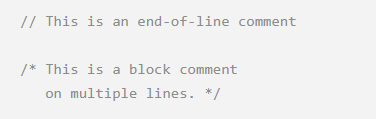 // This is an end-of-line comment
/* This is a block comment
on multiple lines. */